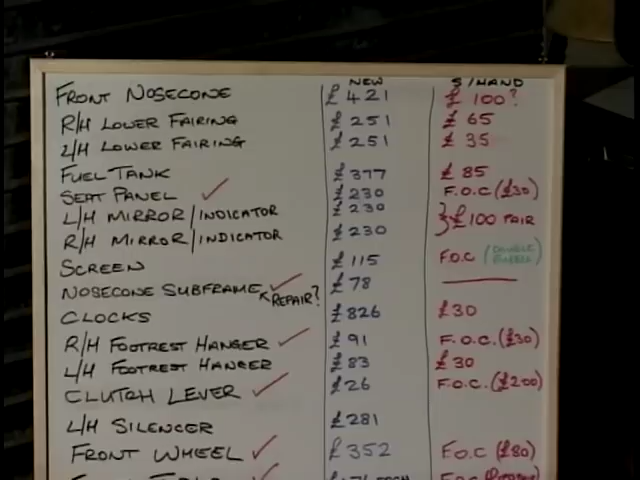 NEW S/HAND
FRONT NOSECONE £421 £100?
R/H LOWER FAIRING £251 £65
L/H LOWER FAIRING £251 £35
FUEL TANK £377 £85
SEAT PANEL ✓ £230 F.O.C (£30)
L/H MIRROR/INDICATOR £230 } £100 PAIR
R/H MIRROR/INDICATOR £230
SCREEN £115 F.O.C (DOUBLE BUBBLE)
NOSECONE SUBFRAME ✓ REPAIR? £78
CLOCKS £826 £30
R/H FOOTREST HANGER ✓ £91 F.O.C. (£30)
L/H FOOTREST HANGER £83 £30
CLUTCH LEVER ✓ £26 F.O.C. (£200)
L/H SILENCER £281
FRONT WHEEL ✓ £352 F.O.C (£80)